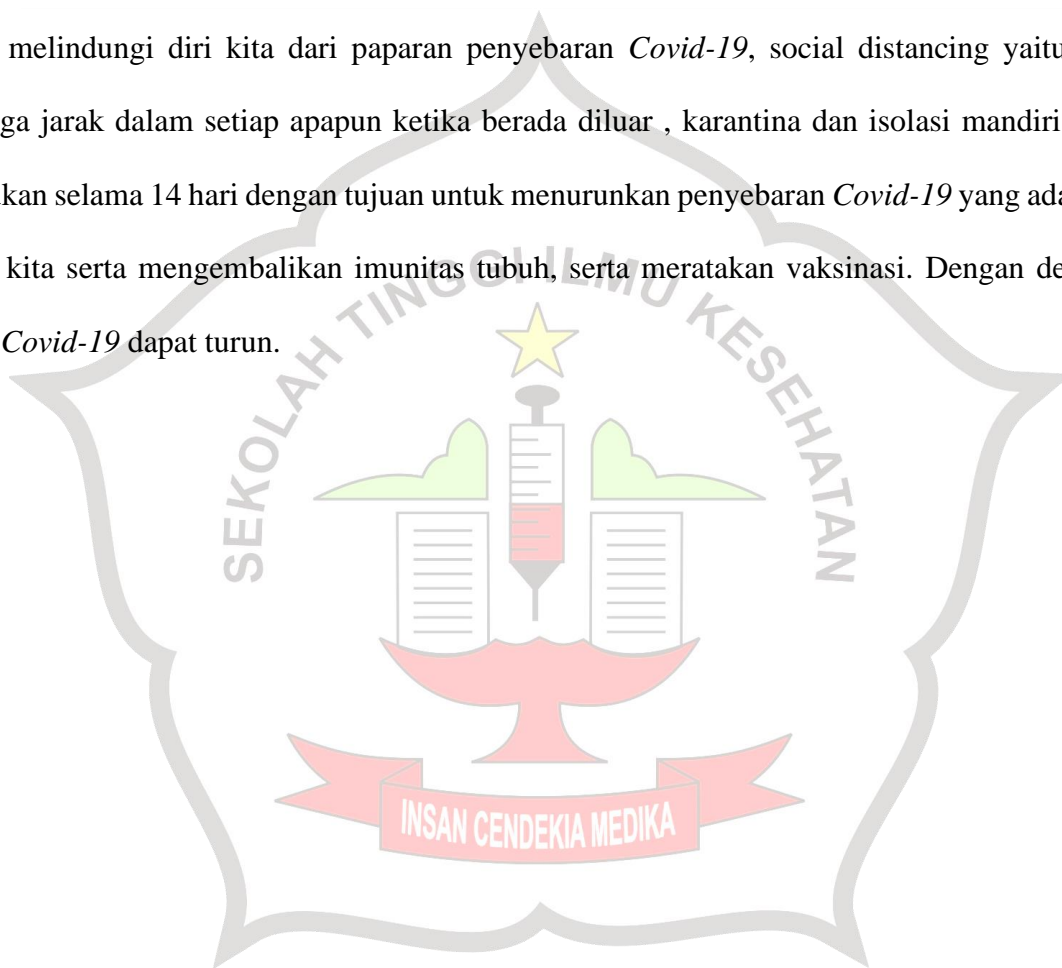 melindungi diri kita dari paparan penyebaran Covid-19, social distancing yaitu
ga jarak dalam setiap apapun ketika berada diluar , karantina dan isolasi mandiri
kan selama 14 hari dengan tujuan untuk menurunkan penyebaran Covid-19 yang ada
kita serta mengembalikan imunitas tubuh, serta meratakan vaksinasi. Dengan de
Covid-19 dapat turun.
SEKOLAH TINGGI ILMU KESEHATAN
INSAN CENDEKIA MEDIKA